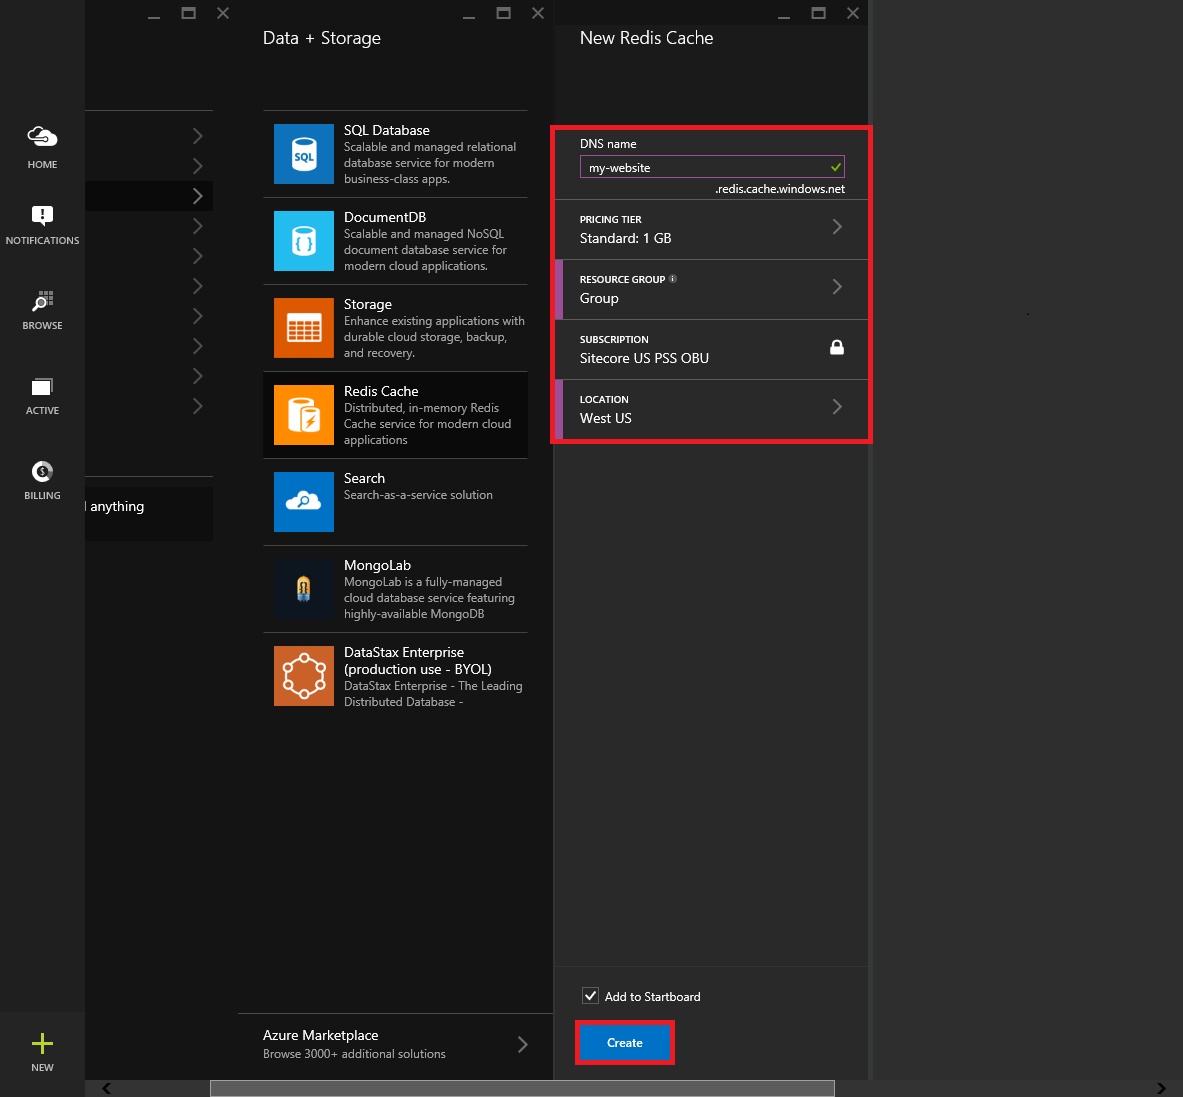 HOME
NOTIFICATIONS
BROWSE
ACTIVE
BILLING
NEW
anything
Data + Storage
SQL Database
Scalable and managed relational
database service for modern
business-class apps.
DocumentDB
Scalable and managed NoSQL
document database service for
modern cloud applications.
Storage
Enhance existing applications with
durable cloud storage, backup,
and recovery.
Redis Cache
Distributed, in-memory Redis
Cache service for modern cloud
applications
Search
Search-as-a-service solution
MongoLab
MongoLab is a fully-managed
cloud database service featuring
highly-available MongoDB
DataStax Enterprise
(production use - BYOL)
DataStax Enterprise - The Leading
Distributed Database -
Azure Marketplace
Browse 3000+ additional solutions
New Redis Cache
DNS name
my-website
.redis.cache.windows.net
PRICING TIER
Standard: 1 GB
RESOURCE GROUP
Group
SUBSCRIPTION
Sitecore US PSS OBU
LOCATION
West US
Add to Startboard
Create
SQL